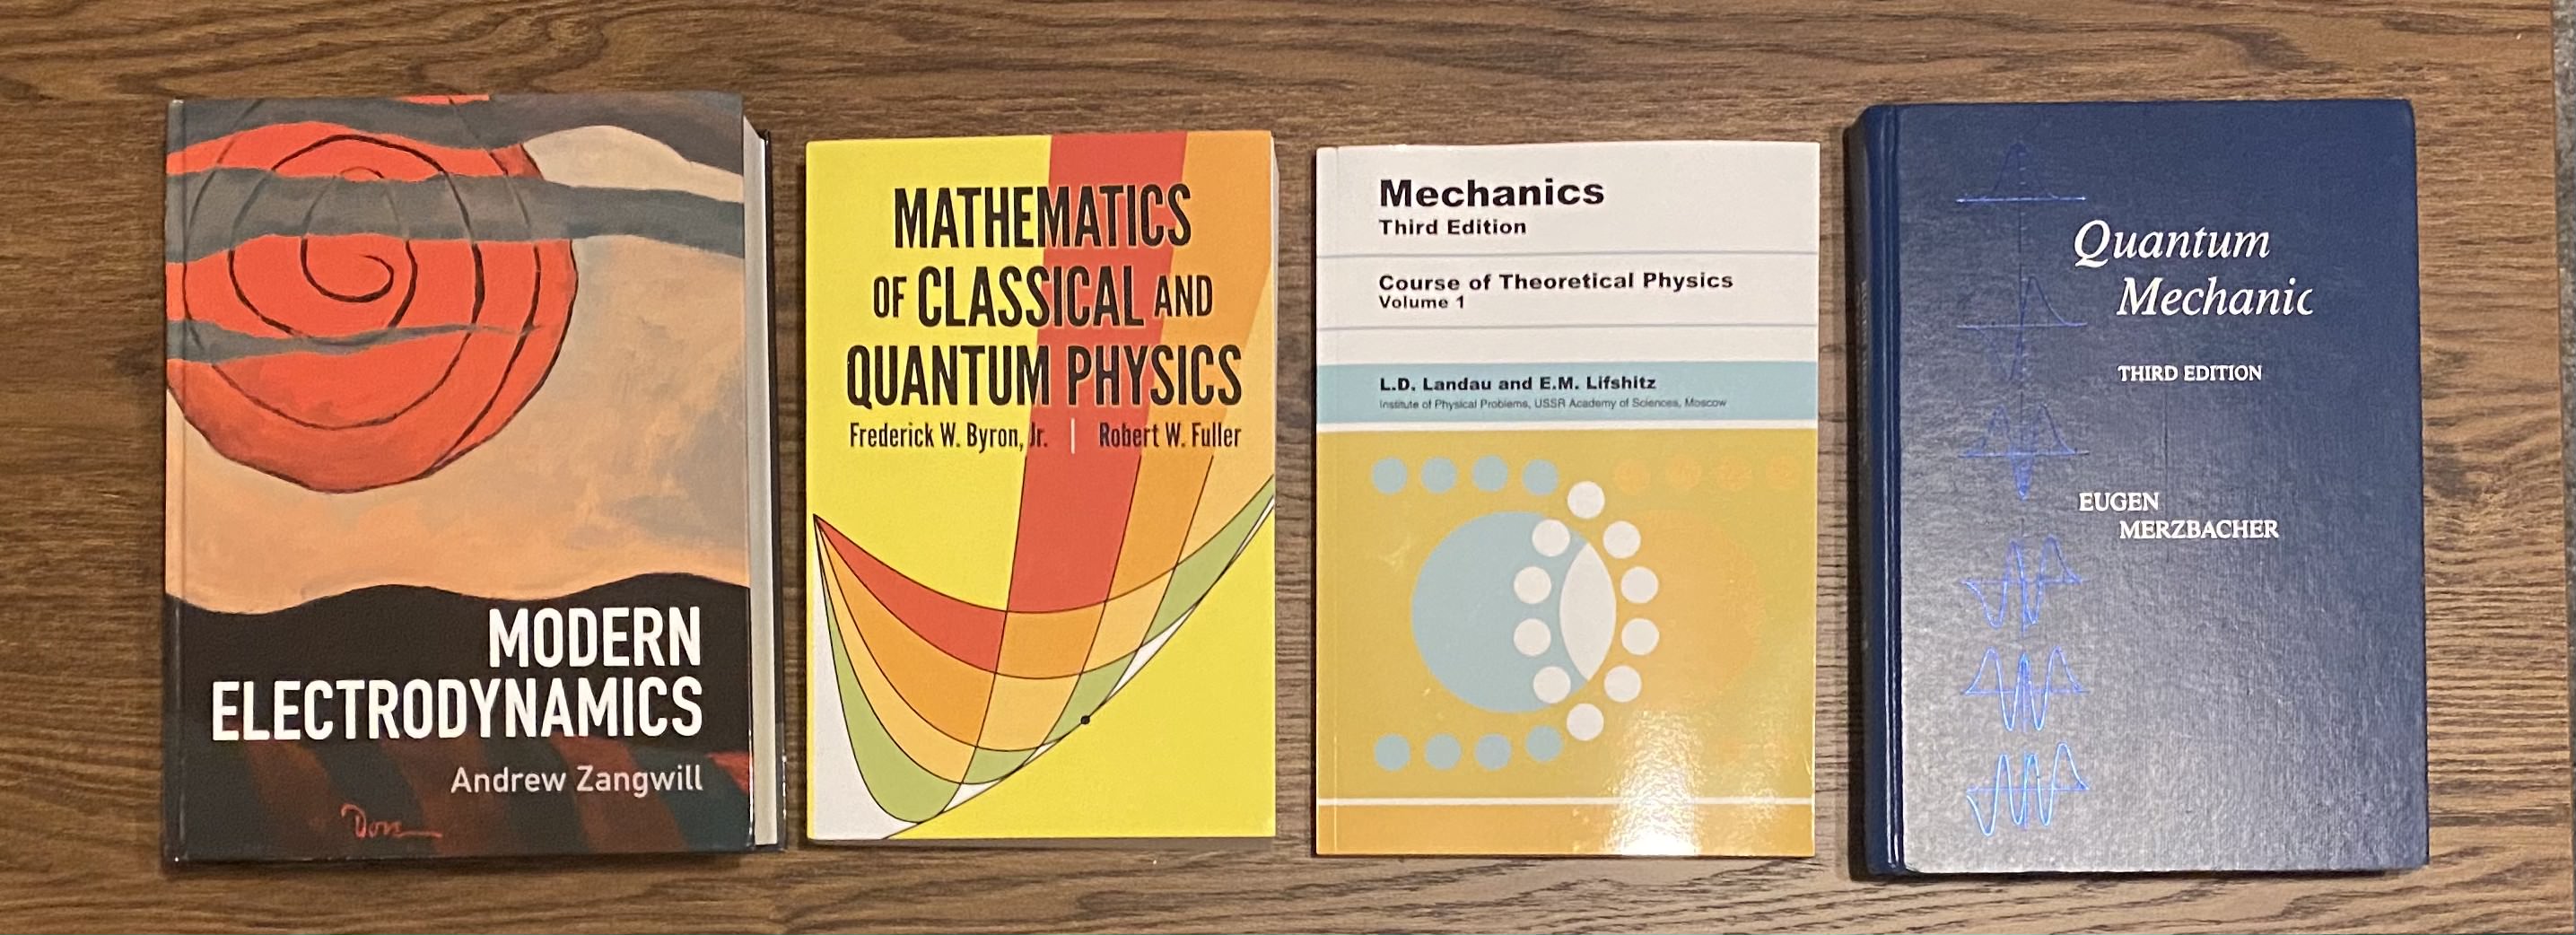 MODERN
ELECTRODYNAMICS
Andrew Zangwill
MATHEMATICS
OF CLASSICAL AND
QUANTUM PHYSICS
Frederick W. Byron, Jr. | Robert W. Fuller
Mechanics
Third Edition
Course of Theoretical Physics
Volume 1
L.D. Landau and E.M. Lifshitz
Institute of Physical Problems, USSR Academy of Sciences, Moscow
Quantum
Mechanic
THIRD EDITION
EUGEN
MERZBACHER